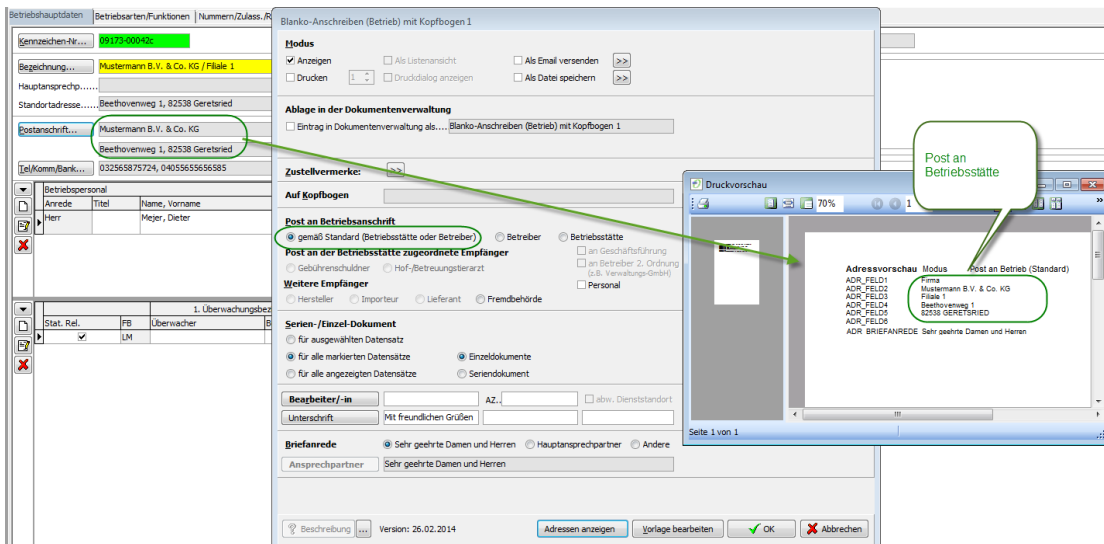 Betriebshauptdaten Betriebsarten/Funktionen Nummern/Zulass./R
Kennzeichen-Nr... 09173-00042c
Bezeichnung... Mustermann B.V. & Co. KG / Filiale 1
Hauptansprechp.....
Standortadresse..... Beethovenweg 1, 82538 Geretsried
Postanschrift... Mustermann B.V. & Co. KG
Beethovenweg 1, 82538 Geretsried
Tel/Komm/Bank... 032565875724, 04055655656585
Betriebspersonal
Anrede Titel Name, Vorname
Herr Mejer, Dieter
1. Überwachungsbez
Stat. Rel. FB Überwacher B
LM
Blanko-Anschreiben (Betrieb) mit Kopfbogen 1
Modus
Anzeigen Als Listenansicht Als Email versenden >>
Drucken 1 Druckdialog anzeigen Als Datei speichern >>
Ablage in der Dokumentenverwaltung
Eintrag in Dokumentenverwaltung als.... Blanko-Anschreiben (Betrieb) mit Kopfbogen 1
Zustellvermerke: >>
Auf Kopfbogen
Post an Betriebsanschrift
gemäß Standard (Betriebsstätte oder Betreiber) Betreiber Betriebsstätte
Post an der Betriebsstätte zugeordnete Empfänger an Geschäftsführung
Gebührenschuldner Hof-/Betreuungstierarzt an Betreiber 2. Ordnung
(z.B. Verwaltungs-GmbH)
Weitere Empfänger Personal
Hersteller Importeur Lieferant Fremdbehörde
Serien-/Einzel-Dokument
für ausgewählten Datensatz
für alle markierten Datensätze Einzeldokumente
für alle angezeigten Datensätze Seriendokument
Bearbeiter/-in AZ.. abw. Dienststandort
Unterschrift Mit freundlichen Grüßen
Briefanrede Sehr geehrte Damen und Herren Hauptansprechpartner Andere
Ansprechpartner Sehr geehrte Damen und Herren
? Beschreibung ... Version: 26.02.2014 Adressen anzeigen Vorlage bearbeiten OK Abbrechen
Post an
Betriebsstätte
Druckvorschau
70% 1 »
Adressvorschau Modus Post an Betrieb (Standard)
ADR_FELD1 Firma
ADR_FELD2 Mustermann B.V. & Co. KG
ADR_FELD3 Filiale 1
ADR_FELD4 Beethovenweg 1
ADR_FELD5 82538 GERETSRIED
ADR_FELD6
ADR_BRIEFANREDE Sehr geehrte Damen und Herren
Seite 1 von 1